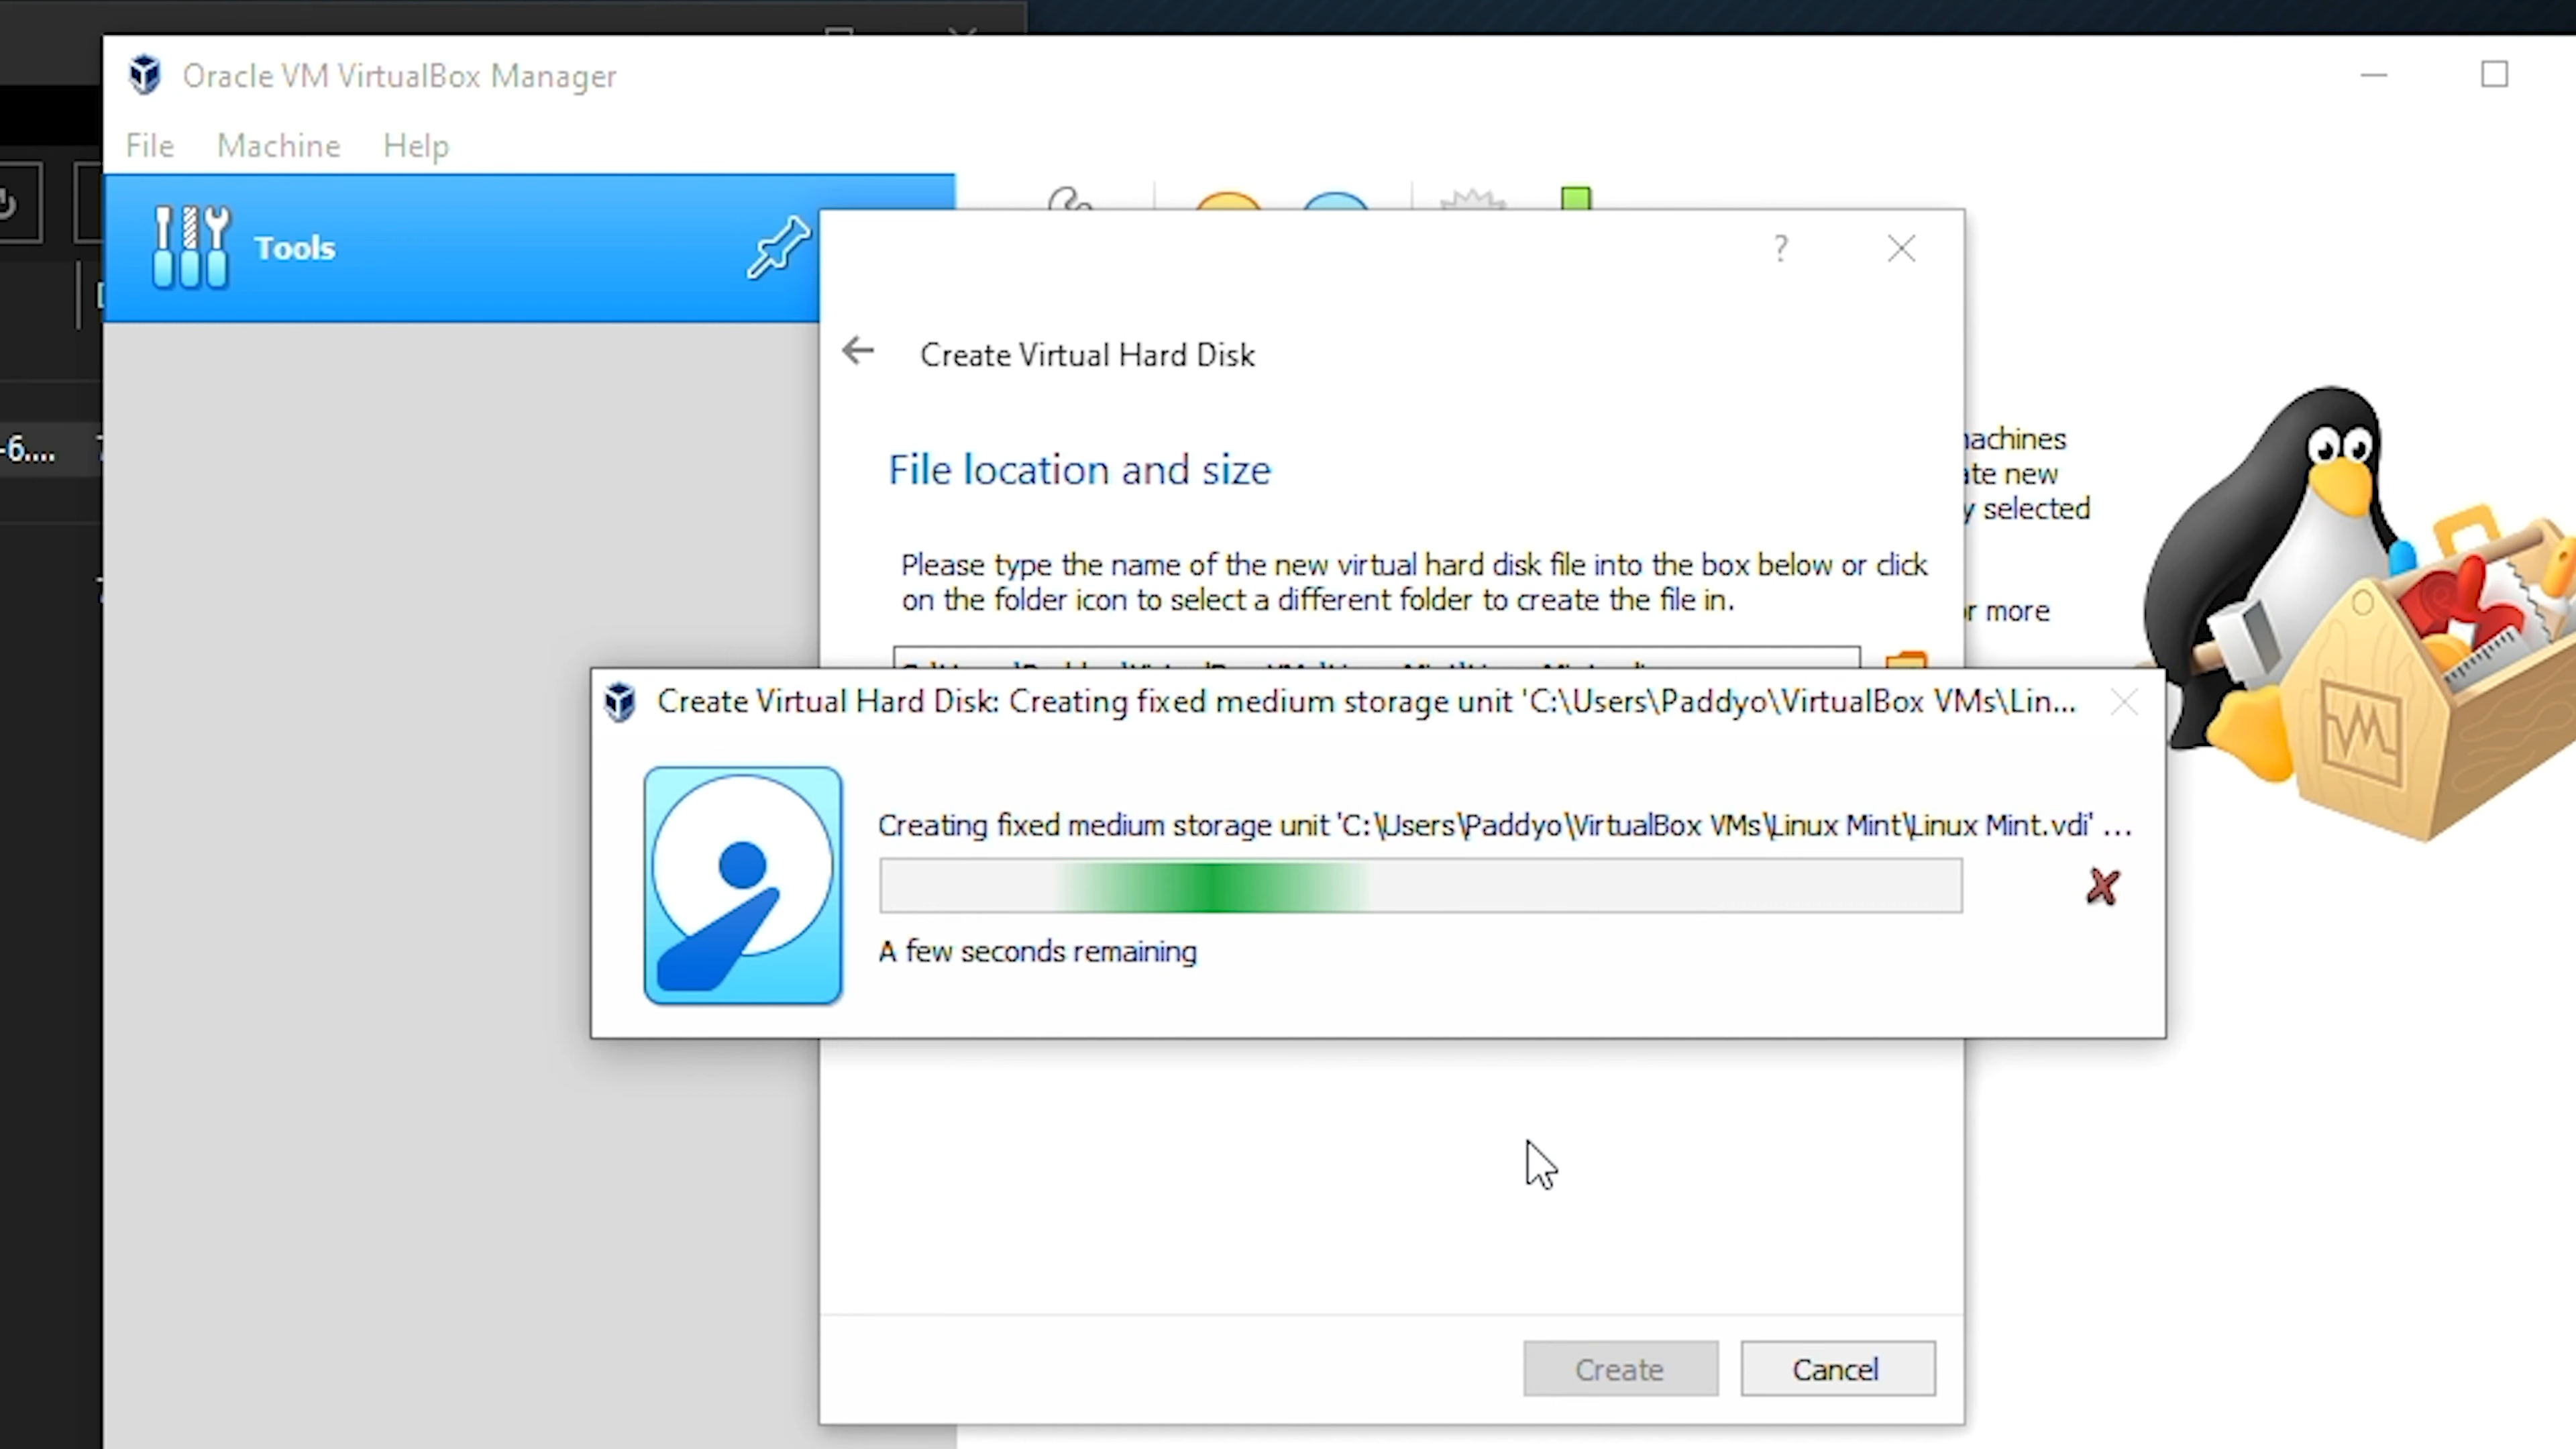 Oracle VM VirtualBox Manager
File Machine Help
Tools
?
Create Virtual Hard Disk
File location and size
Please type the name of the new virtual hard disk file into the box below or click
on the folder icon to select a different folder to create the file in.
selected
more
new
Create Virtual Hard Disk: Creating fixed medium storage unit 'C:\Users\Paddyo\VirtualBox VMs\Lin...
Creating fixed medium storage unit 'C:\Users\Paddyo\VirtualBox VMs\Linux Mint\Linux Mint.vdi' ...
A few seconds remaining
Create Cancel
-6....